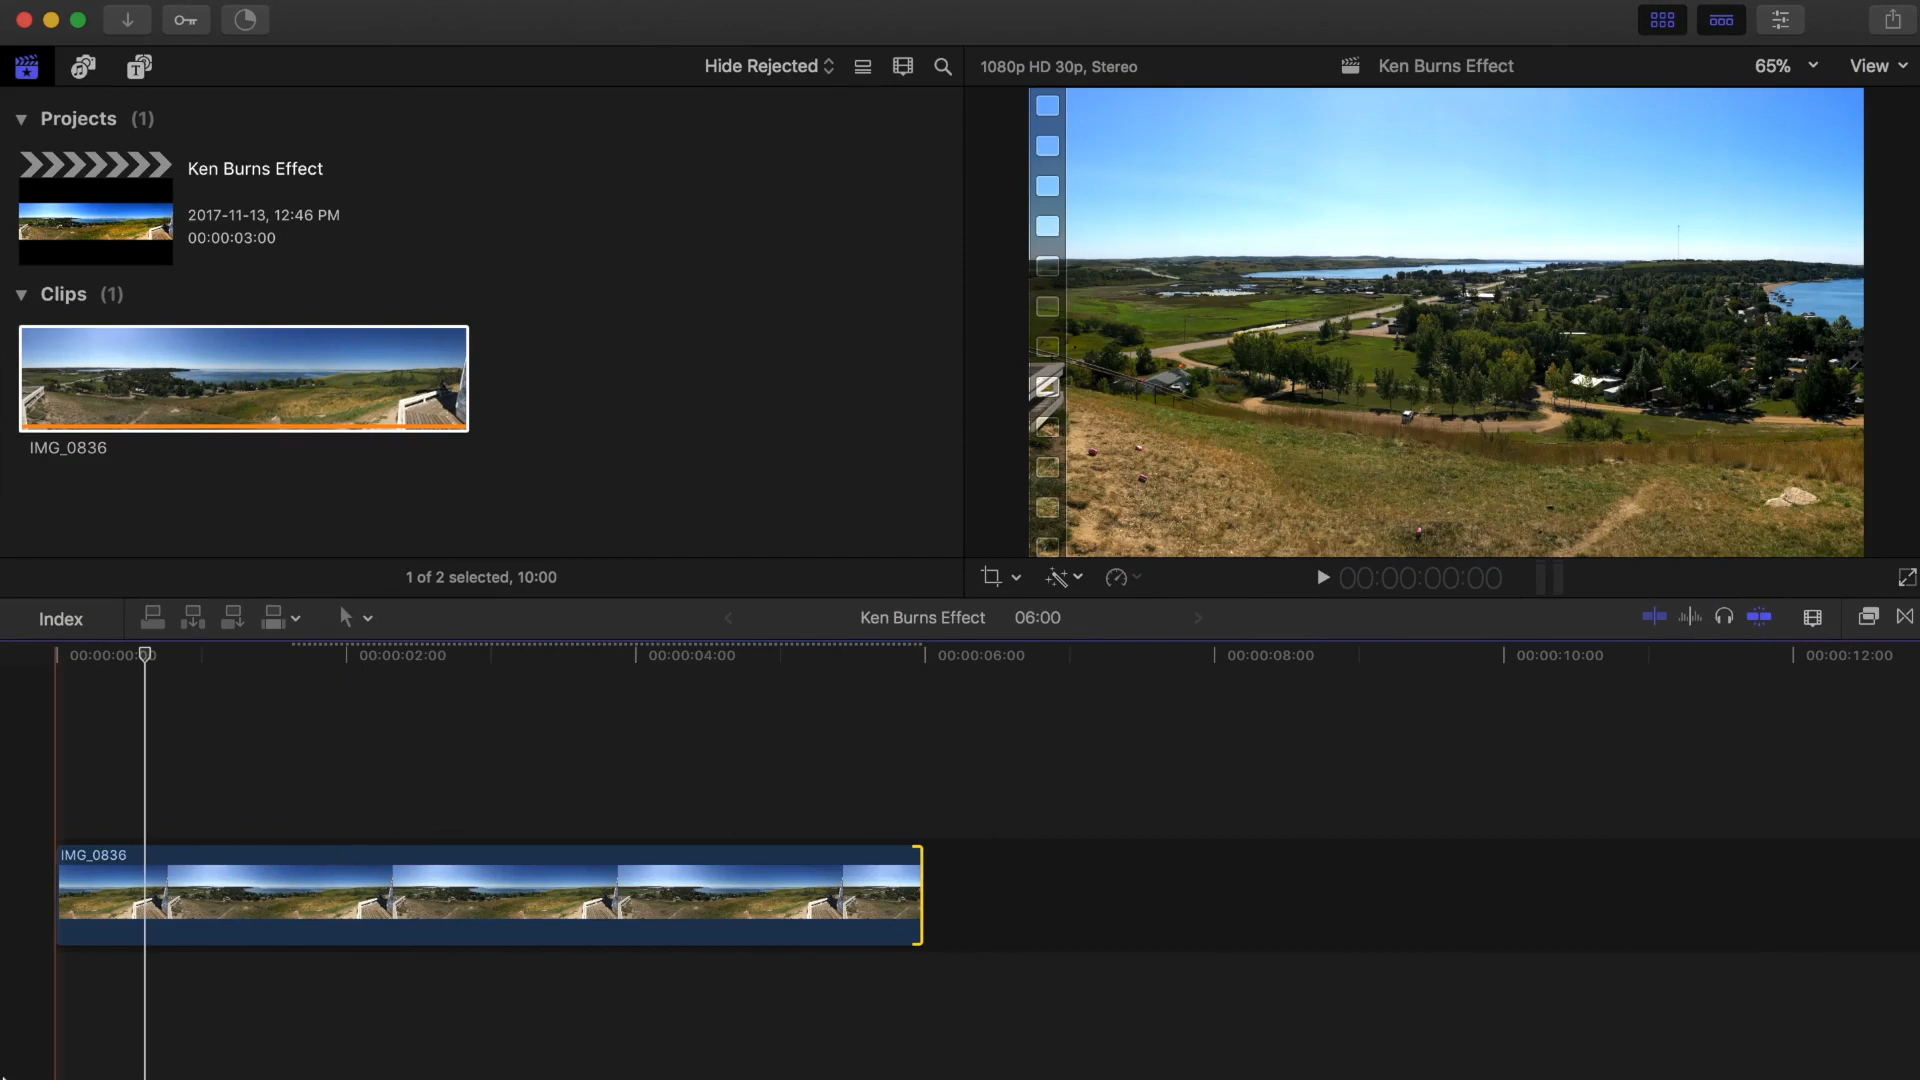 Hide Rejected
1080p HD 30p, Stereo
Ken Burns Effect
65%
View
Projects (1)
Ken Burns Effect
2017-11-13, 12:46 PM
00:00:03:00
Clips (1)
IMG_0836
1 of 2 selected, 10:00
00:00:00:00
Index
Ken Burns Effect 06:00
00:00:00:00
00:00:02:00
00:00:04:00
00:00:06:00
00:00:08:00
00:00:10:00
00:00:12:00
IMG_0836